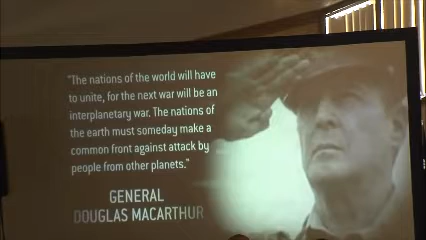 "The nations of the world will have
to unite, for the next war will be an
interplanetary war. The nations of
the earth must someday make a
common front against attack by
people from other planets."
GENERAL
DOUGLAS MACARTHUR